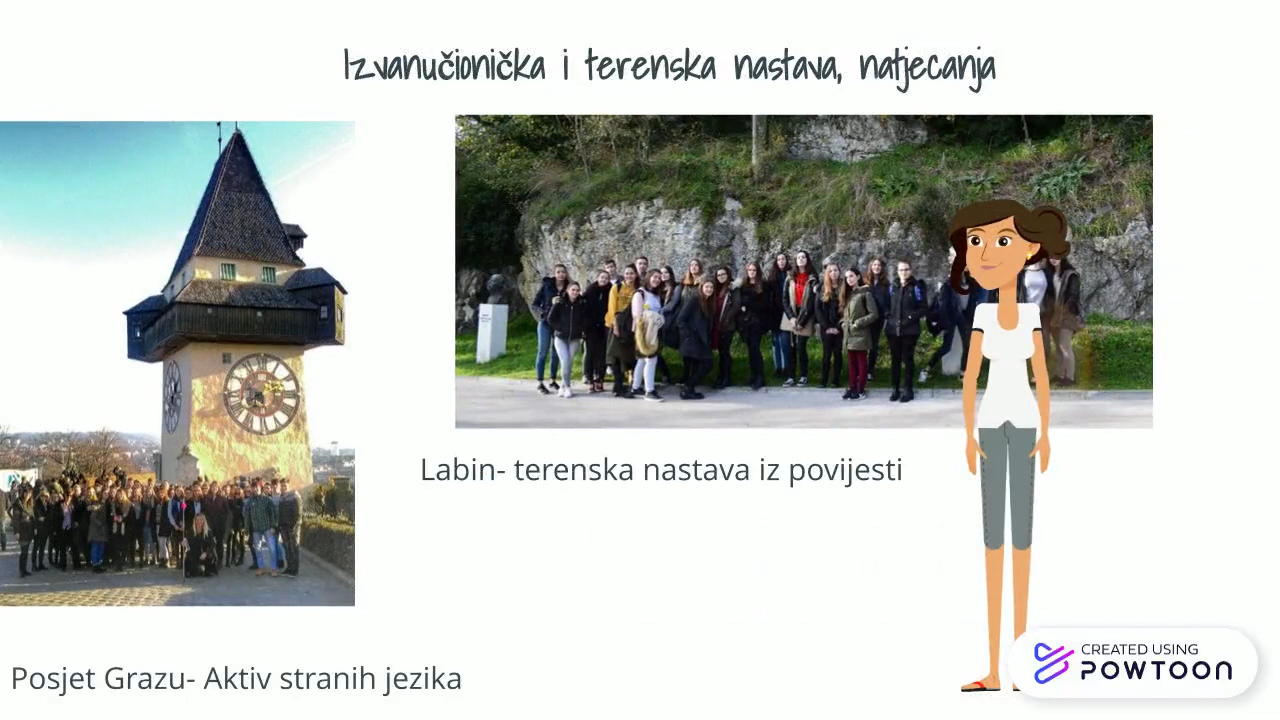 Izvanučionička i terenska nastava, natjecanja
Labin- terenska nastava iz povijesti
Posjet Grazu- Aktiv stranih jezika
CREATED USING
POWTOON